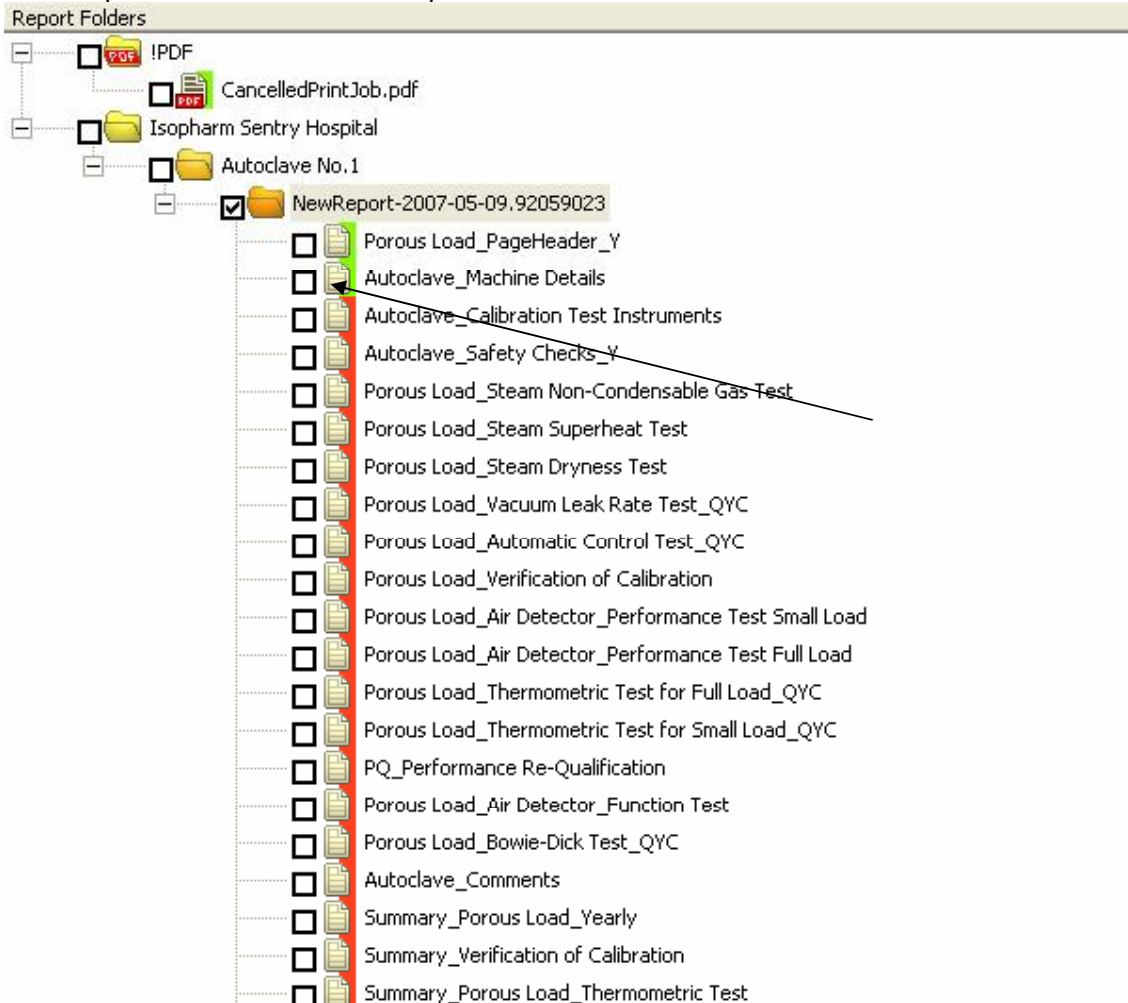 Report Folders
!PDF
CancelledPrintJob.pdf
Isopharm Sentry Hospital
Autoclave No.1
NewReport-2007-05-09.92059023
Porous Load_PageHeader_Y
Autoclave_Machine Details
Autoclave_Calibration Test Instruments
Autoclave_Safety Checks_Y
Porous Load_Steam Non-Condensable Gas Test
Porous Load_Steam Superheat Test
Porous Load_Steam Dryness Test
Porous Load_Vacuum Leak Rate Test_QYC
Porous Load_Automatic Control Test_QYC
Porous Load_Verification of Calibration
Porous Load_Air Detector_Performance Test Small Load
Porous Load_Air Detector_Performance Test Full Load
Porous Load_Thermometric Test for Full Load_QYC
Porous Load_Thermometric Test for Small Load_QYC
PQ_Performance Re-Qualification
Porous Load_Air Detector_Function Test
Porous Load_Bowie-Dick Test_QYC
Autoclave_Comments
Summary_Porous Load_Yearly
Summary_Verification of Calibration
Summary_Porous Load_Thermometric Test